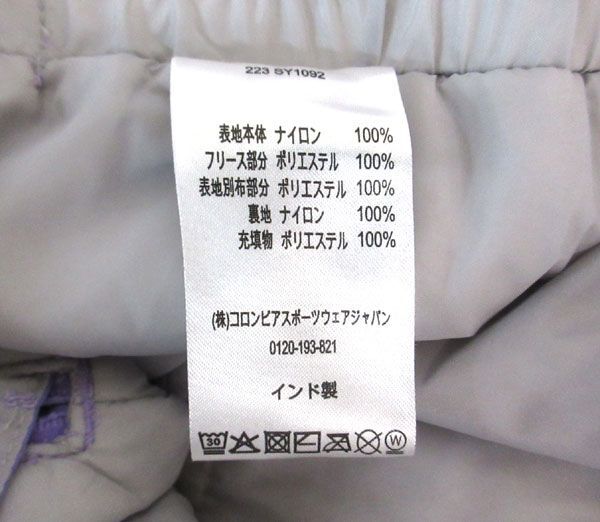 223 SY1092
表地本体 ナイロン 100%
フリース部分 ポリエステル 100%
表地別布部分 ポリエステル 100%
裏地 ナイロン 100%
充填物 ポリエステル 100%
(株)コロンビアスポーツウェアジャパン
0120-193-821
インド製
30 W